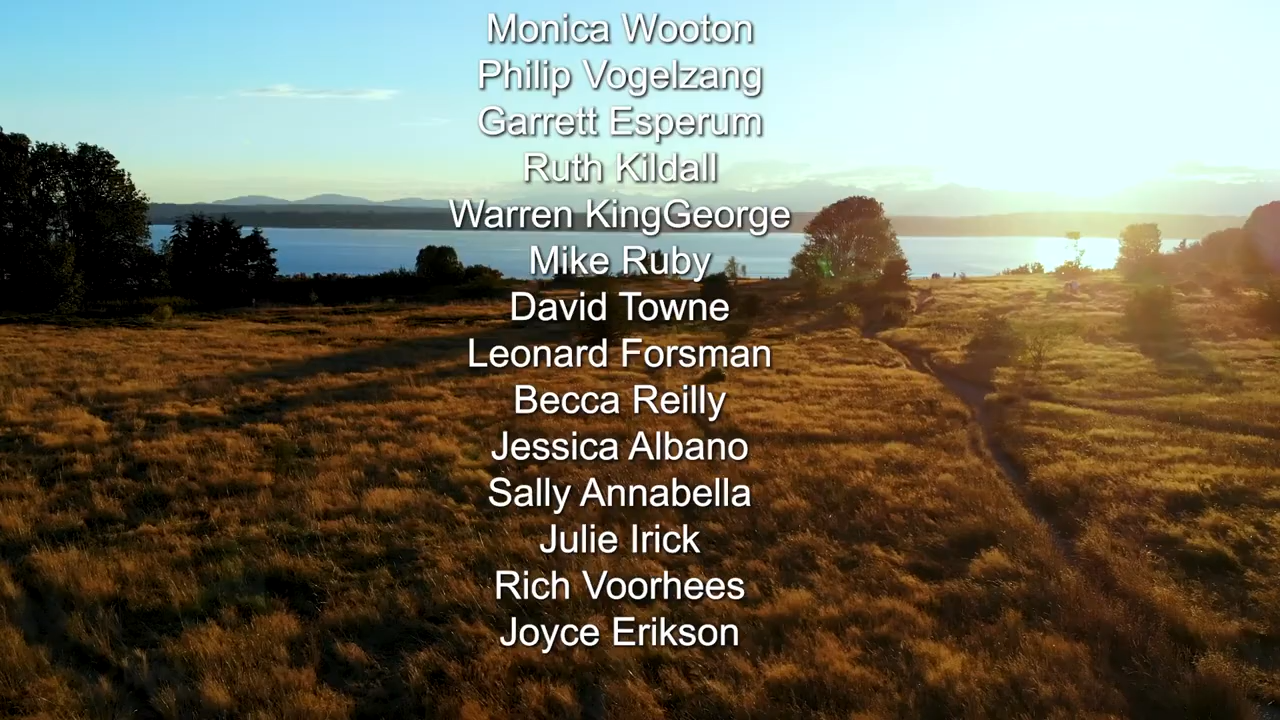 Monica Wooton
Philip Vogelzang
Garrett Esperum
Ruth Kildall
Warren KingGeorge
Mike Ruby
David Towne
Leonard Forsman
Becca Reilly
Jessica Albano
Sally Annabella
Julie Irick
Rich Voorhees
Joyce Erikson